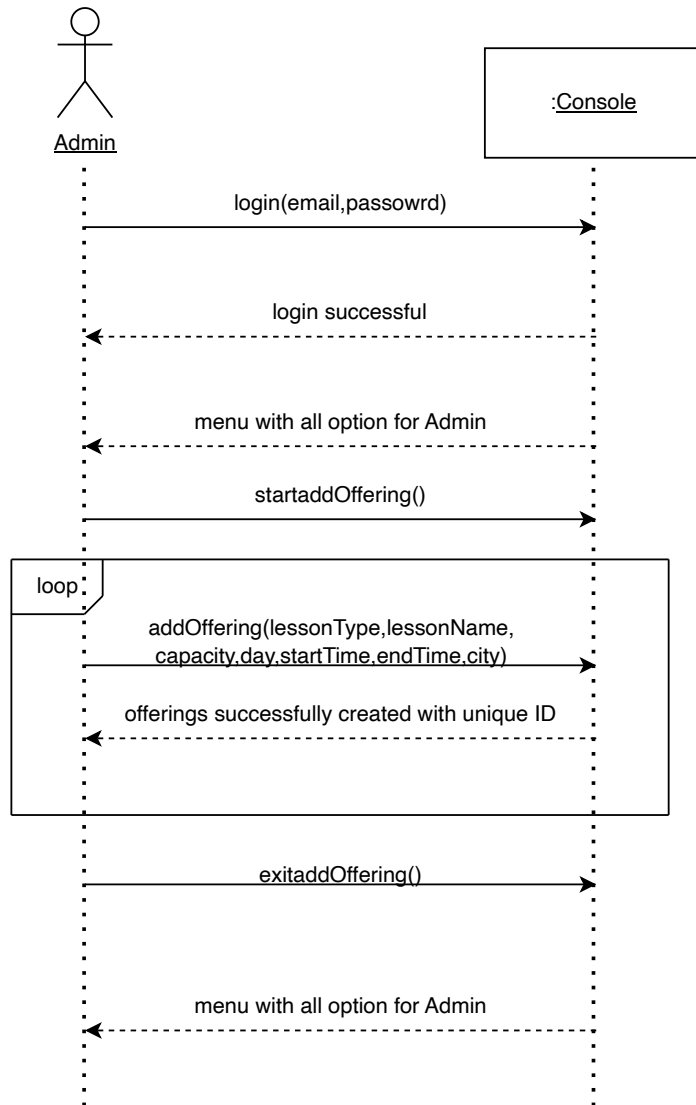 :Console
Admin
login(email,passowrd)
login successful
menu with all option for Admin
startaddOffering()
loop
addOffering(lessonType,lessonName,
capacity,day,startTime,endTime,city)
offerings successfully created with unique ID
exitaddOffering()
menu with all option for Admin